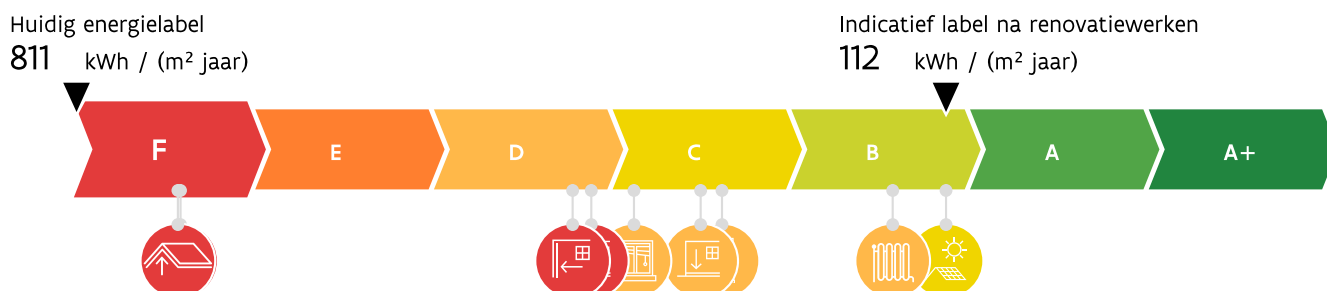 Huidig energielabel
811 kWh / (m² jaar)
Indicatief label na renovatiewerken
112 kWh / (m² jaar)
F E D C B A A+